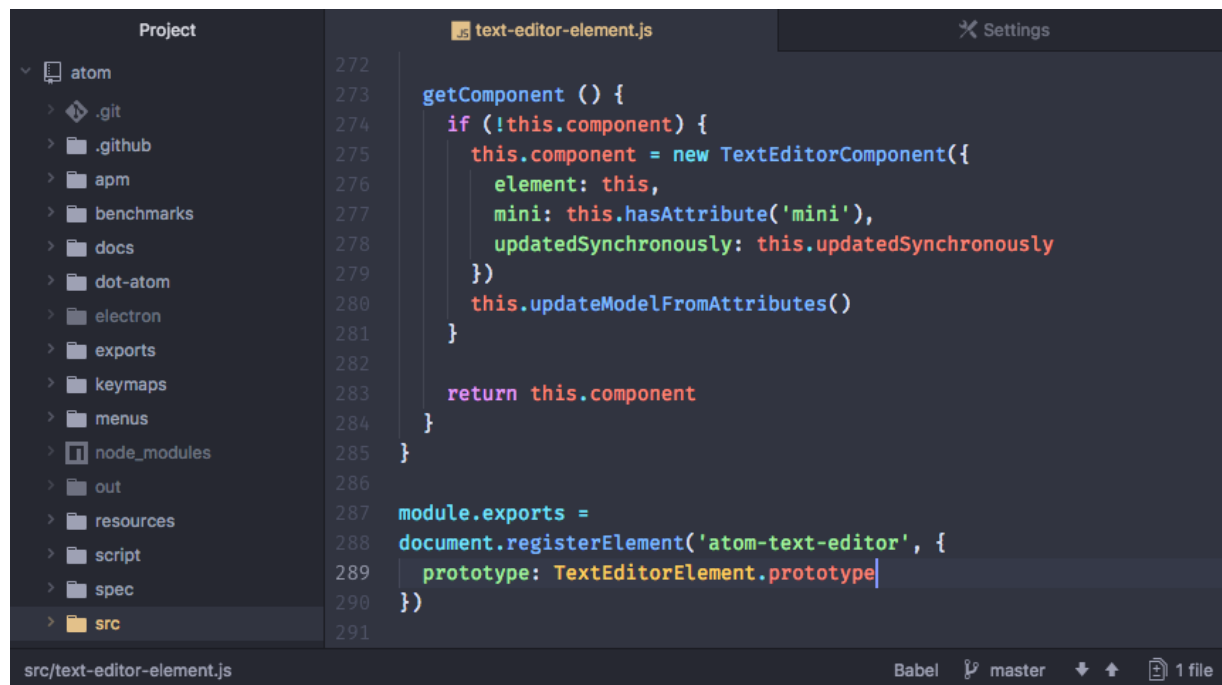 Project
atom
.git
.github
apm
benchmarks
docs
dot-atom
electron
exports
keymaps
menus
node_modules
out
resources
script
spec
src
text-editor-element.js
Settings
272
273 getComponent () {
274 if (!this.component) {
275 this.component = new TextEditorComponent({
276 element: this,
277 mini: this.hasAttribute('mini'),
278 updatedSynchronously: this.updatedSynchronously
279 })
280 this.updateModelFromAttributes()
281 }
282
283 return this.component
284 }
285 }
286
287 module.exports =
288 document.registerElement('atom-text-editor', {
289 prototype: TextEditorElement.prototype
290 })
291
src/text-editor-element.js
Babel master 1 file